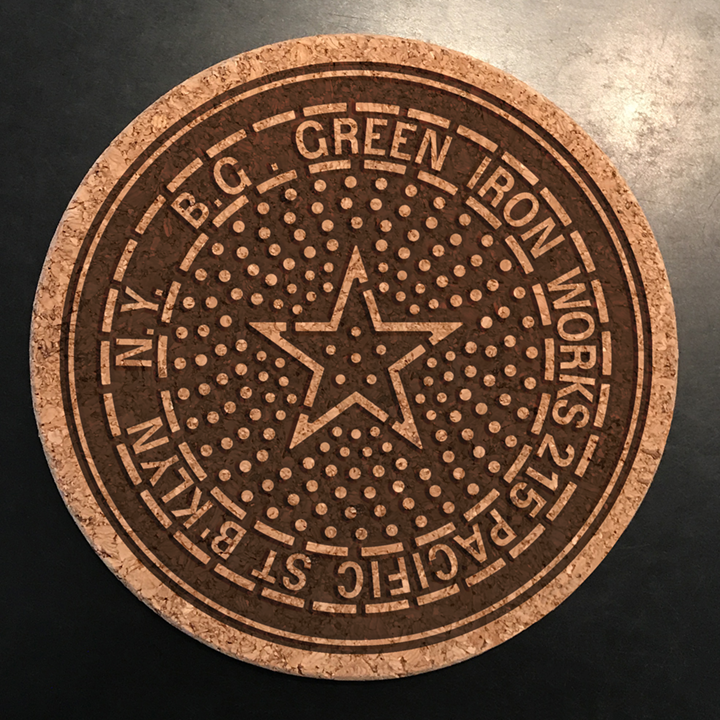 B.G. GREEN IRON WORKS 215 PACIFIC ST B'KLYN N.Y.